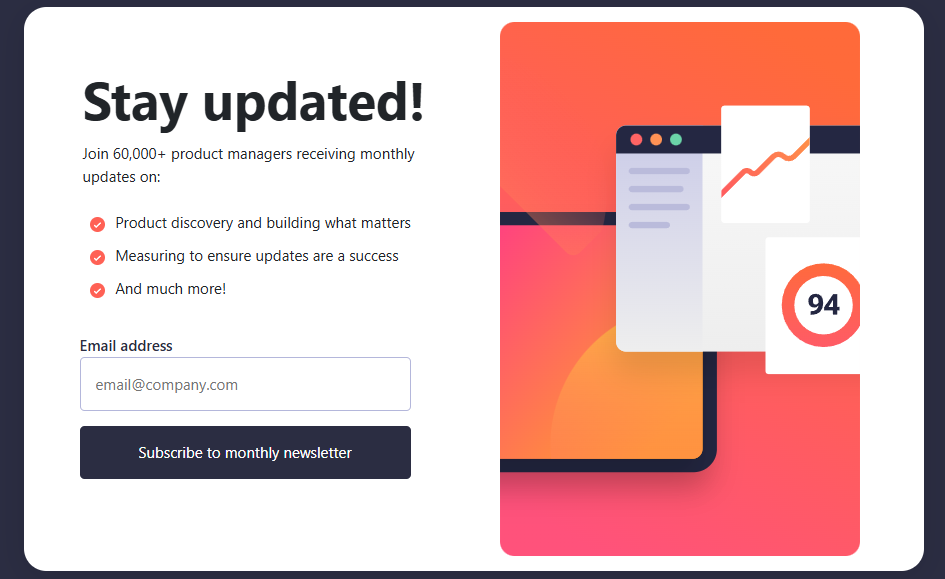 Stay updated!
Join 60,000+ product managers receiving monthly
updates on:
Product discovery and building what matters
Measuring to ensure updates are a success
And much more!
Email address
email@company.com
Subscribe to monthly newsletter
94